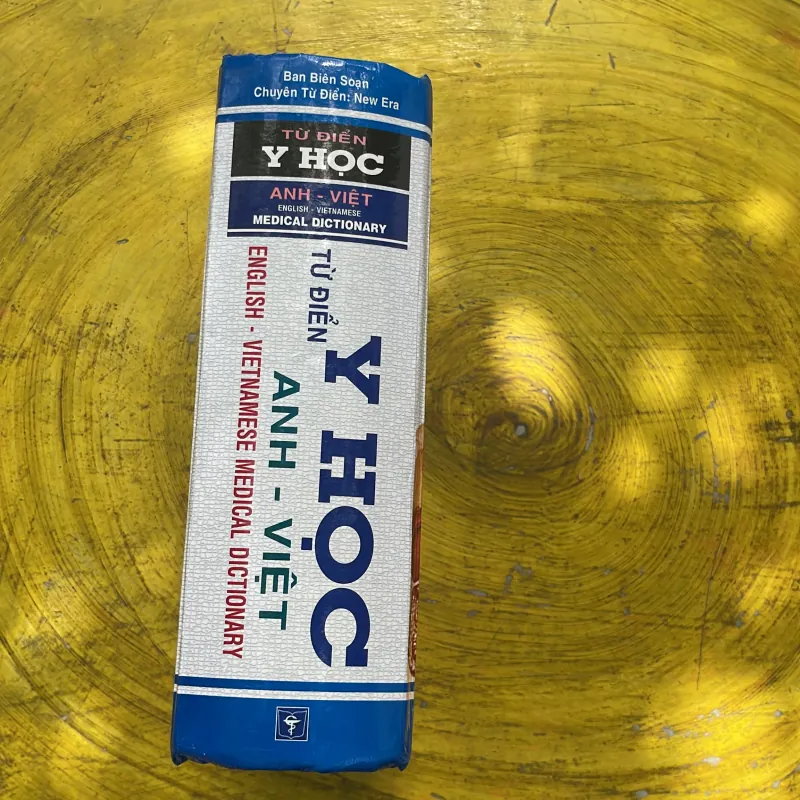 Ban Biên Soạn
Chuyên Từ Điển: New Era
TỪ ĐIỂN
Y HỌC
ANH - VIỆT
ENGLISH - VIETNAMESE
MEDICAL DICTIONARY
TỪ ĐIỂN
Y HỌC
ANH - VIỆT
ENGLISH - VIETNAMESE MEDICAL DICTIONARY